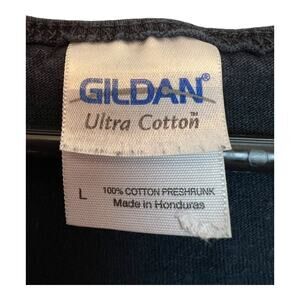 GILDAN®
Ultra Cotton™
L 100% COTTON PRESHRUNK
Made in Honduras